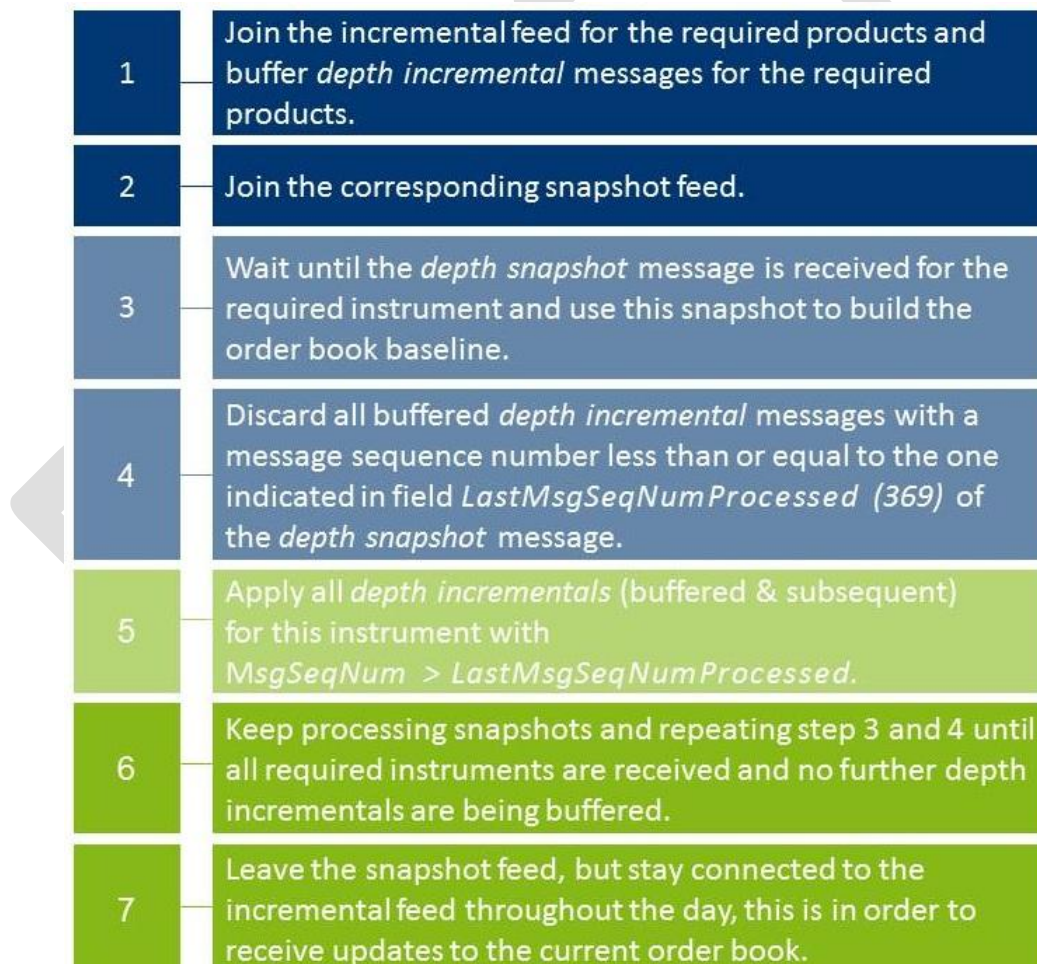 1
Join the incremental feed for the required products and
buffer depth incremental messages for the required
products.
2
Join the corresponding snapshot feed.
3
Wait until the depth snapshot message is received for the
required instrument and use this snapshot to build the
order book baseline.
4
Discard all buffered depth incremental messages with a
message sequence number less than or equal to the one
indicated in field LastMsgSeqNumProcessed (369) of
the depth snapshot message.
5
Apply all depth incrementals (buffered & subsequent)
for this instrument with
MsgSeqNum > LastMsgSeqNumProcessed.
6
Keep processing snapshots and repeating step 3 and 4 until
all required instruments are received and no further depth
incrementals are being buffered.
7
Leave the snapshot feed, but stay connected to the
incremental feed throughout the day, this is in order to
receive updates to the current order book.